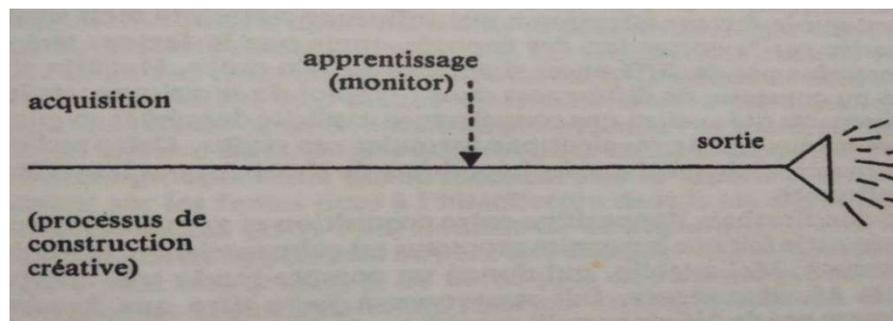 apprentissage
(monitor)
acquisition
sortie
(processus de
construction
créative)